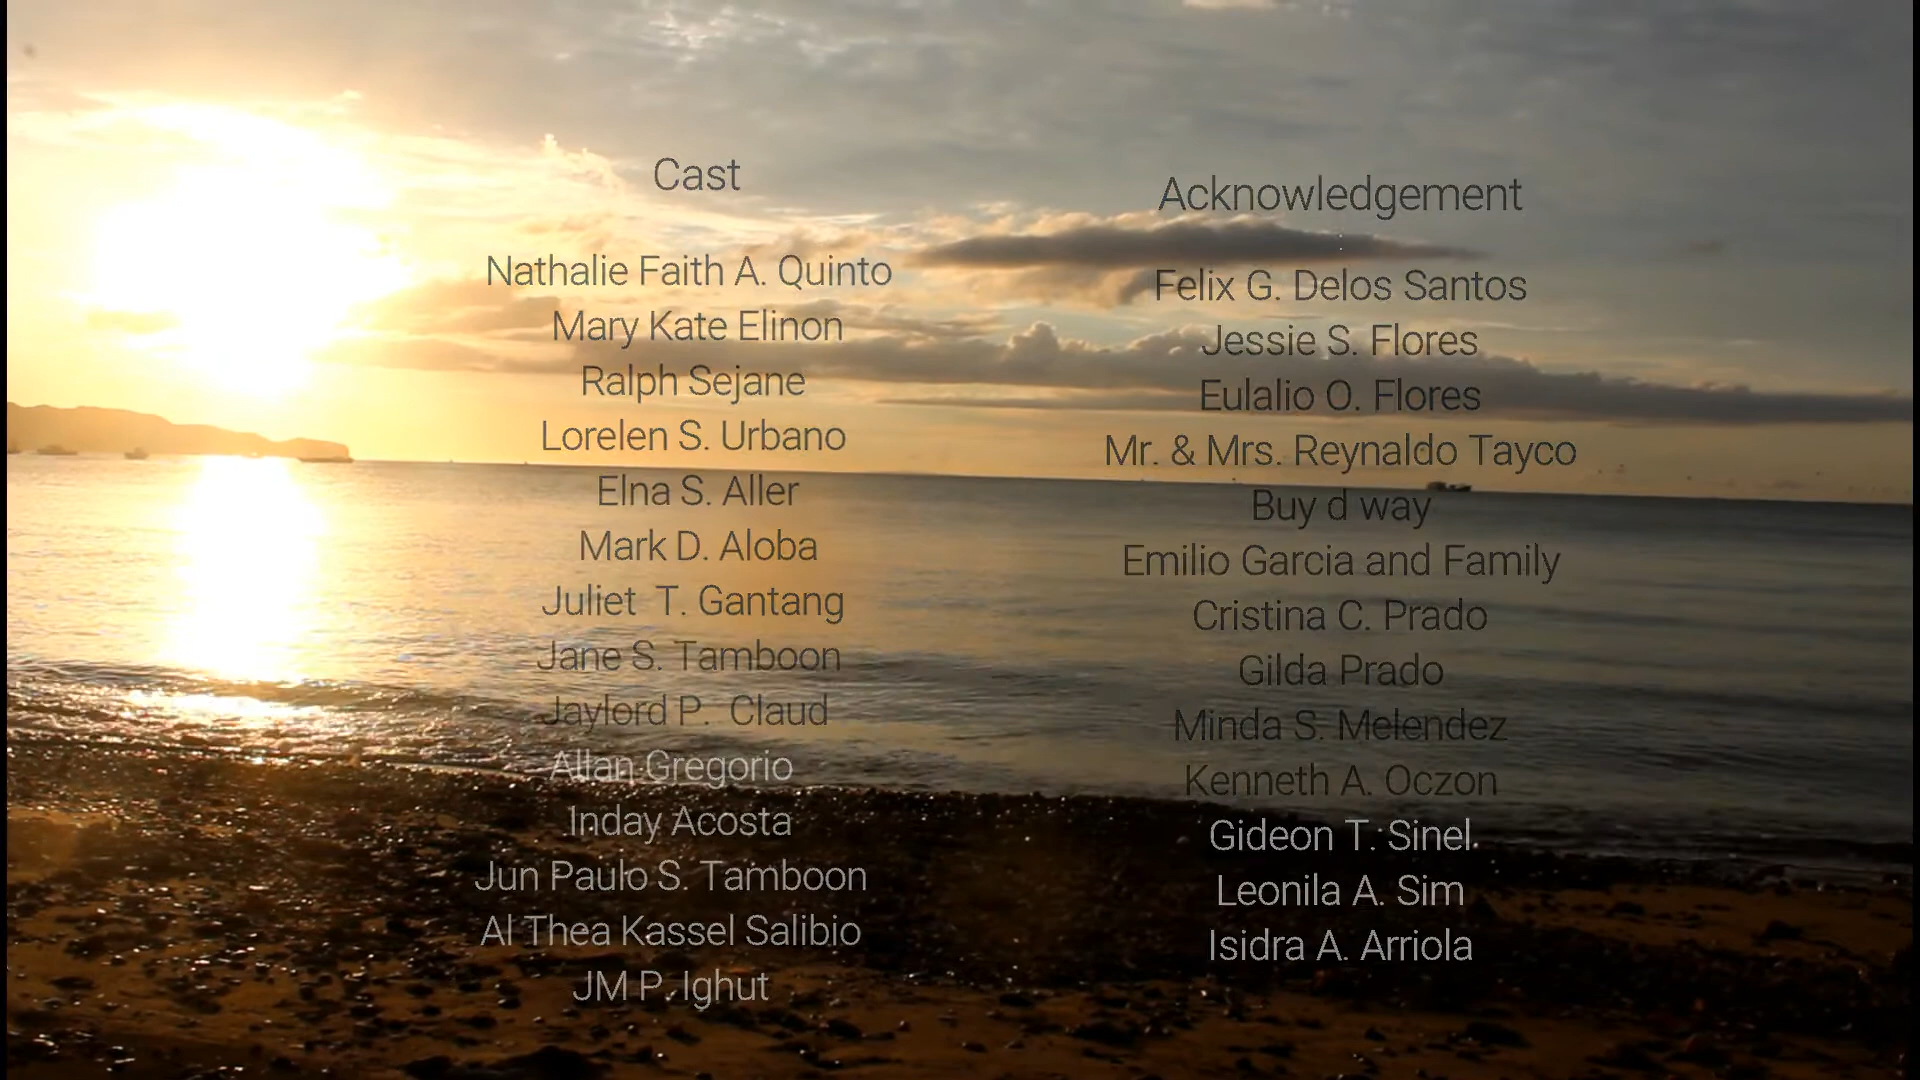 Cast
Nathalie Faith A. Quinto
Mary Kate Elinon
Ralph Sejane
Lorelen S. Urbano
Elna S. Aller
Mark D. Aloba
Juliet  T. Gantang
Jane S. Tamboon
Jaylord P.  Claud
Allan Gregorio
Inday Acosta
Jun Paulo S. Tamboon
Al Thea Kassel Salibio
JM P. Ighut
Acknowledgement
Felix G. Delos Santos
Jessie S. Flores
Eulalio O. Flores
Mr. & Mrs. Reynaldo Tayco
Buy d way
Emilio Garcia and Family
Cristina C. Prado
Gilda Prado
Minda S. Melendez
Kenneth A. Oczon
Gideon T. Sinel
Leonila A. Sim
Isidra A. Arriola